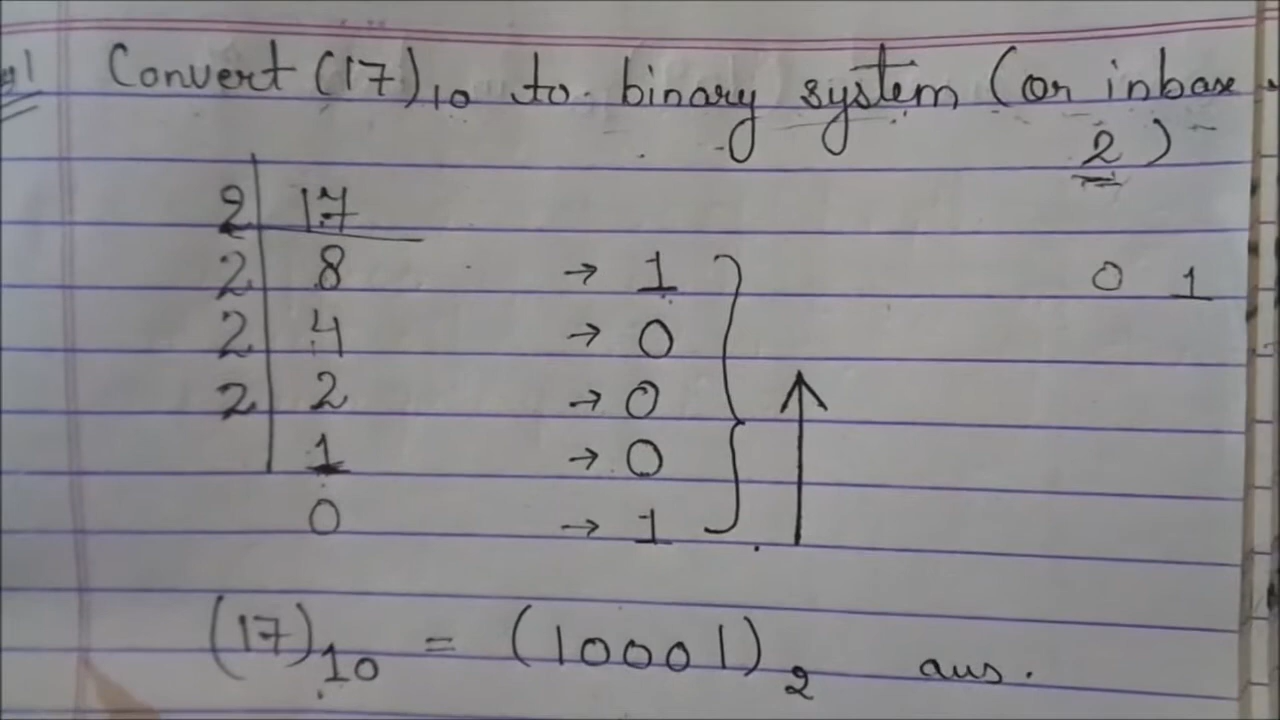 Convert (17)10 to binary system (or in base
2)
2 | 17
2 | 8 → 1
0 1
2 | 4 → 0
2 | 2 → 0
1 → 0
0 → 1
(17)10 = (10001)2 ans.